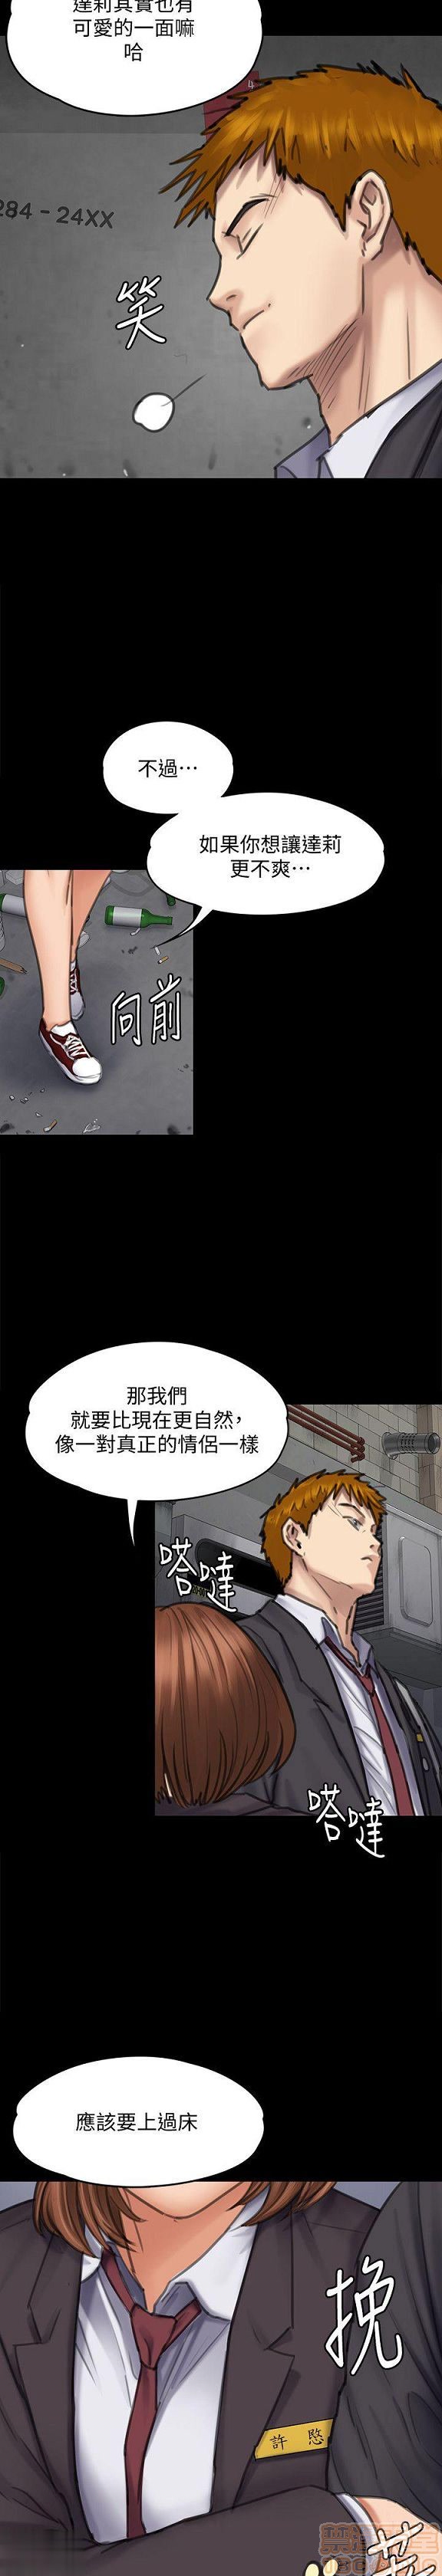 達莉其實也有
可愛的一面嘛
哈
4
284-24XX
笑
不過⋯
如果你想讓達莉
更不爽⋯
向前
那我們
就要比現在更自然，
像一對真正的情侶一樣
嗒噠
嗒噠
應該要上過床
挽
許愍